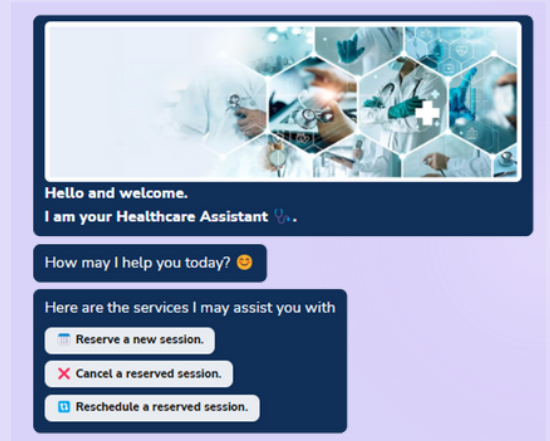 Hello and welcome.
I am your Healthcare Assistant 🩺.
How may I help you today? 😊
Here are the services I may assist you with
📅 Reserve a new session.
❌ Cancel a reserved session.
🔃 Reschedule a reserved session.